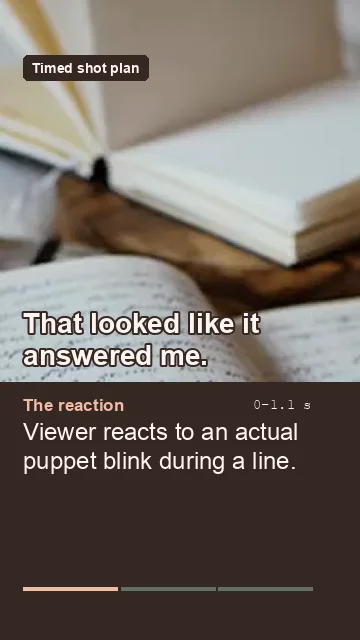 Timed shot plan
That looked like it
answered me.
The reaction
0–1.1 s
Viewer reacts to an actual
puppet blink during a line.